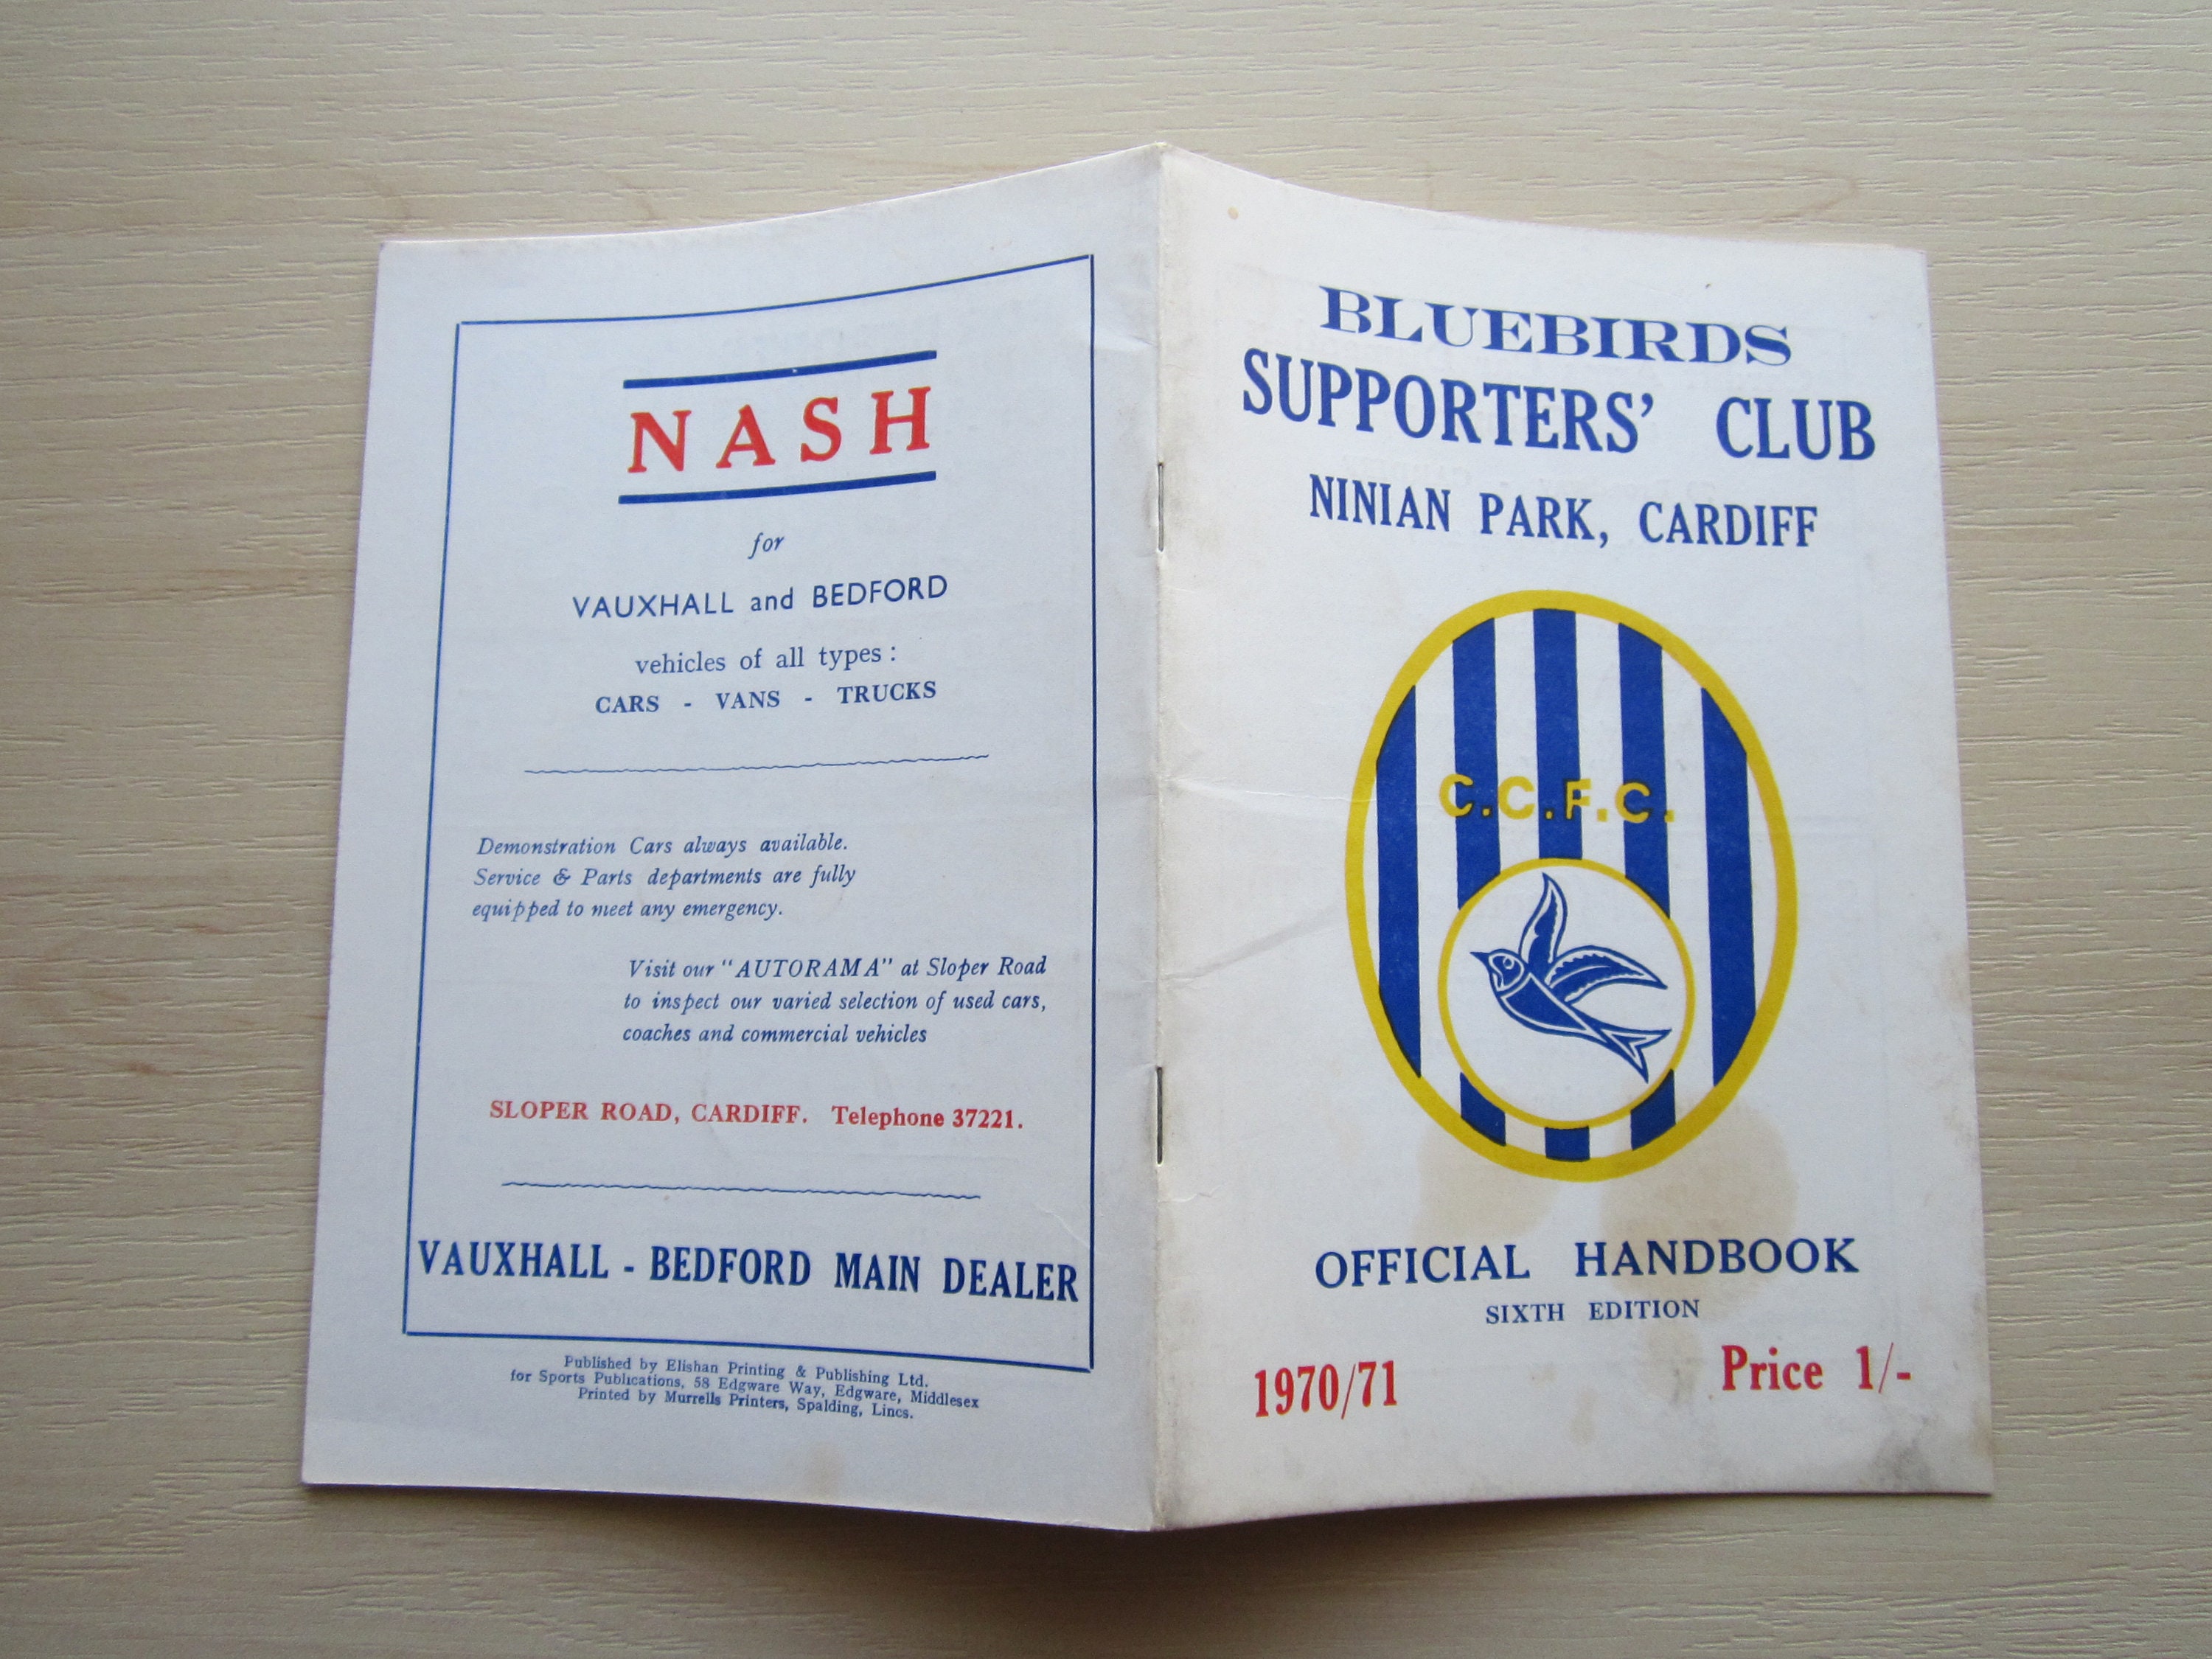 NASH
for
VAUXHALL and BEDFORD
vehicles of all types :
CARS - VANS - TRUCKS
Demonstration Cars always available.
Service & Parts departments are fully
equipped to meet any emergency.
Visit our "AUTORAMA" at Sloper Road
to inspect our varied selection of used cars,
coaches and commercial vehicles
SLOPER ROAD, CARDIFF. Telephone 37221.
VAUXHALL - BEDFORD MAIN DEALER
Published by Elishan Printing & Publishing Ltd.
for Sports Publications, 58 Edgware Way, Edgware, Middlesex
Printed by Murrells Printers, Spalding, Lincs.
BLUEBIRDS
SUPPORTERS' CLUB
NINIAN PARK, CARDIFF
C.C.F.C.
OFFICIAL HANDBOOK
SIXTH EDITION
1970/71 Price 1/-